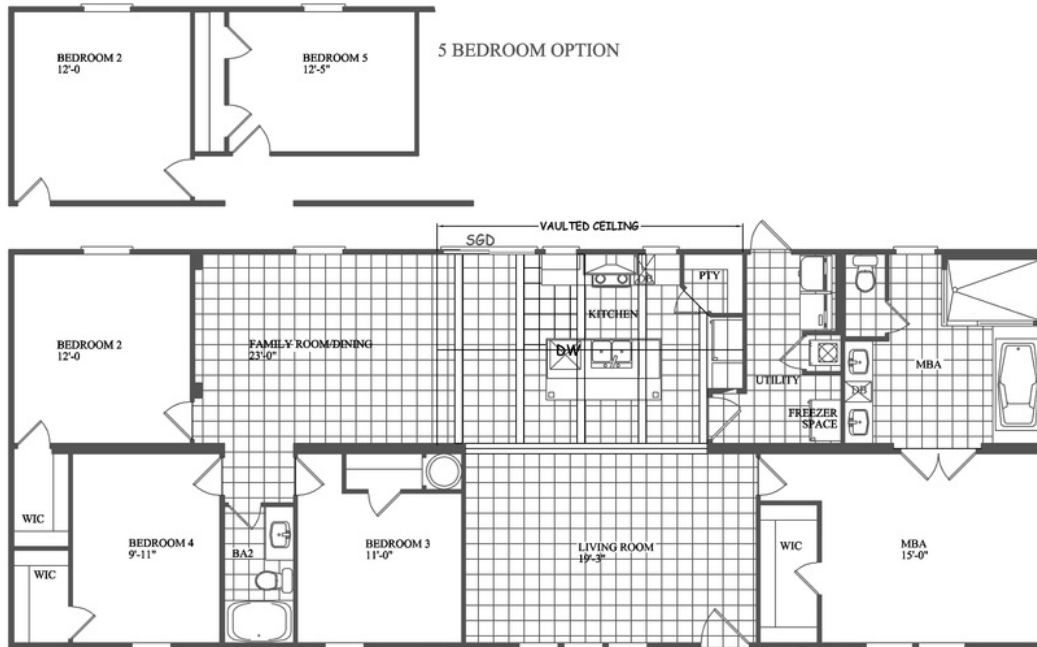 BEDROOM 2
12'-0
BEDROOM 5
12'-5"
5 BEDROOM OPTION
VAULTED CEILING
SGD
BEDROOM 2
12'-0
FAMILY ROOM/DINING
23'-0"
KITCHEN
OB
PTY
DW
UTILITY
FREEZER
SPACE
MBA
DB
WIC
WIC
BEDROOM 4
9'-11"
BA2
BEDROOM 3
11'-0"
LIVING ROOM
19'-3"
WIC
MBA
15'-0"